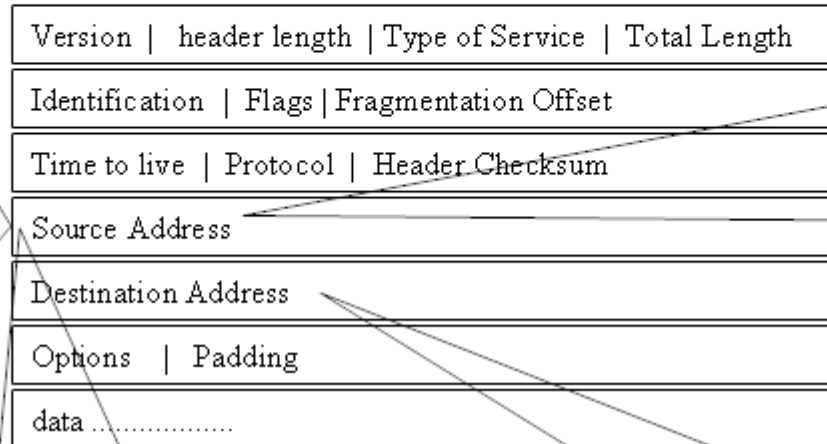 Version | header length | Type of Service | Total Length
Identification | Flags | Fragmentation Offset
Time to live | Protocol | Header Checksum
Source Address
Destination Address
Options | Padding
data ..................